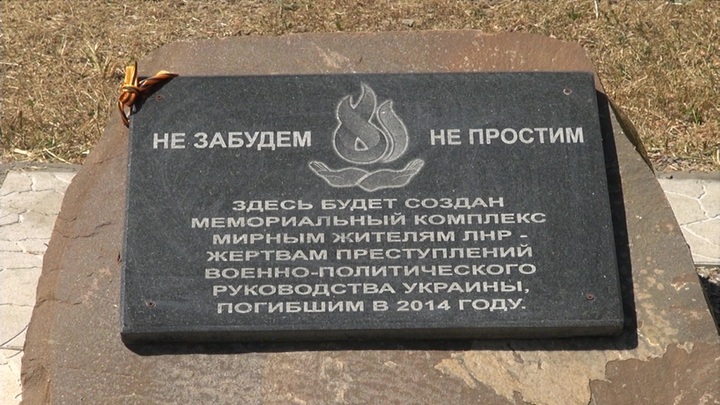 НЕ ЗАБУДЕМ НЕ ПРОСТИМ
ЗДЕСЬ БУДЕТ СОЗДАН
МЕМОРИАЛЬНЫЙ КОМПЛЕКС
МИРНЫМ ЖИТЕЛЯМ ЛНР -
ЖЕРТВАМ ПРЕСТУПЛЕНИЙ
ВОЕННО-ПОЛИТИЧЕСКОГО
РУКОВОДСТВА УКРАИНЫ,
ПОГИБШИМ В 2014 ГОДУ.